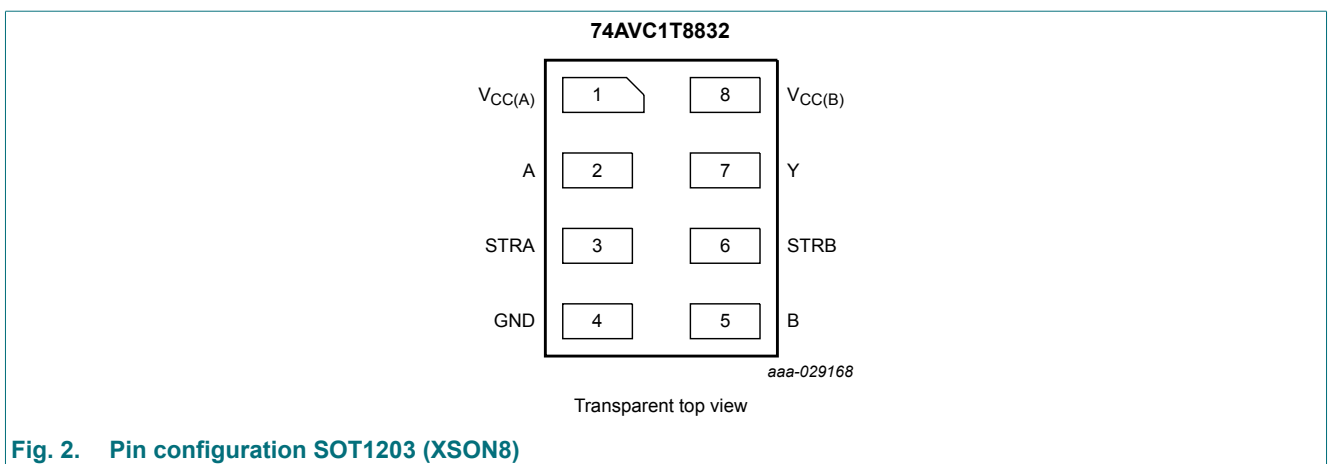 74AVC1T8832
VCC(A) 1 8 VCC(B)
A 2 7 Y
STRA 3 6 STRB
GND 4 5 B
aaa-029168
Transparent top view
Fig. 2. Pin configuration SOT1203 (XSON8)